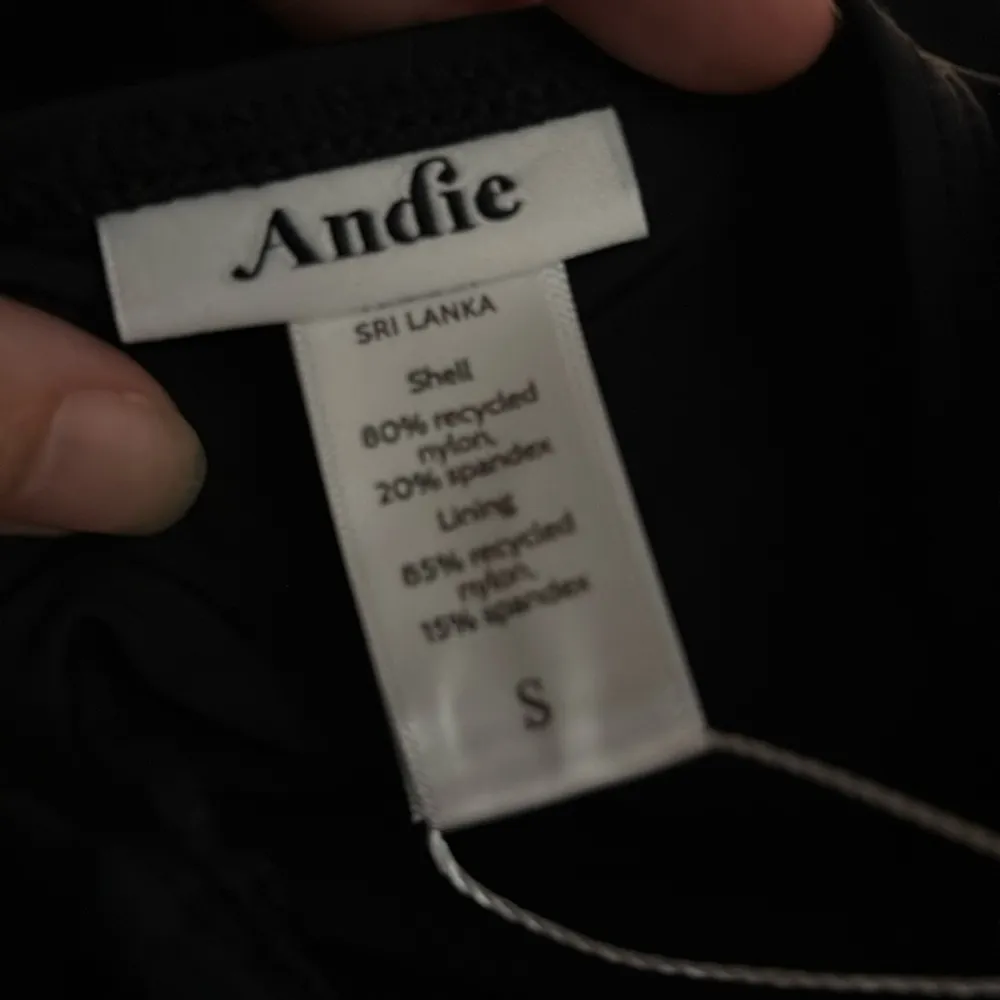 Andie
SRI LANKA
Shell
80% recycled
nylon,
20% spandex
Lining
85% recycled
nylon,
15% spandex
S